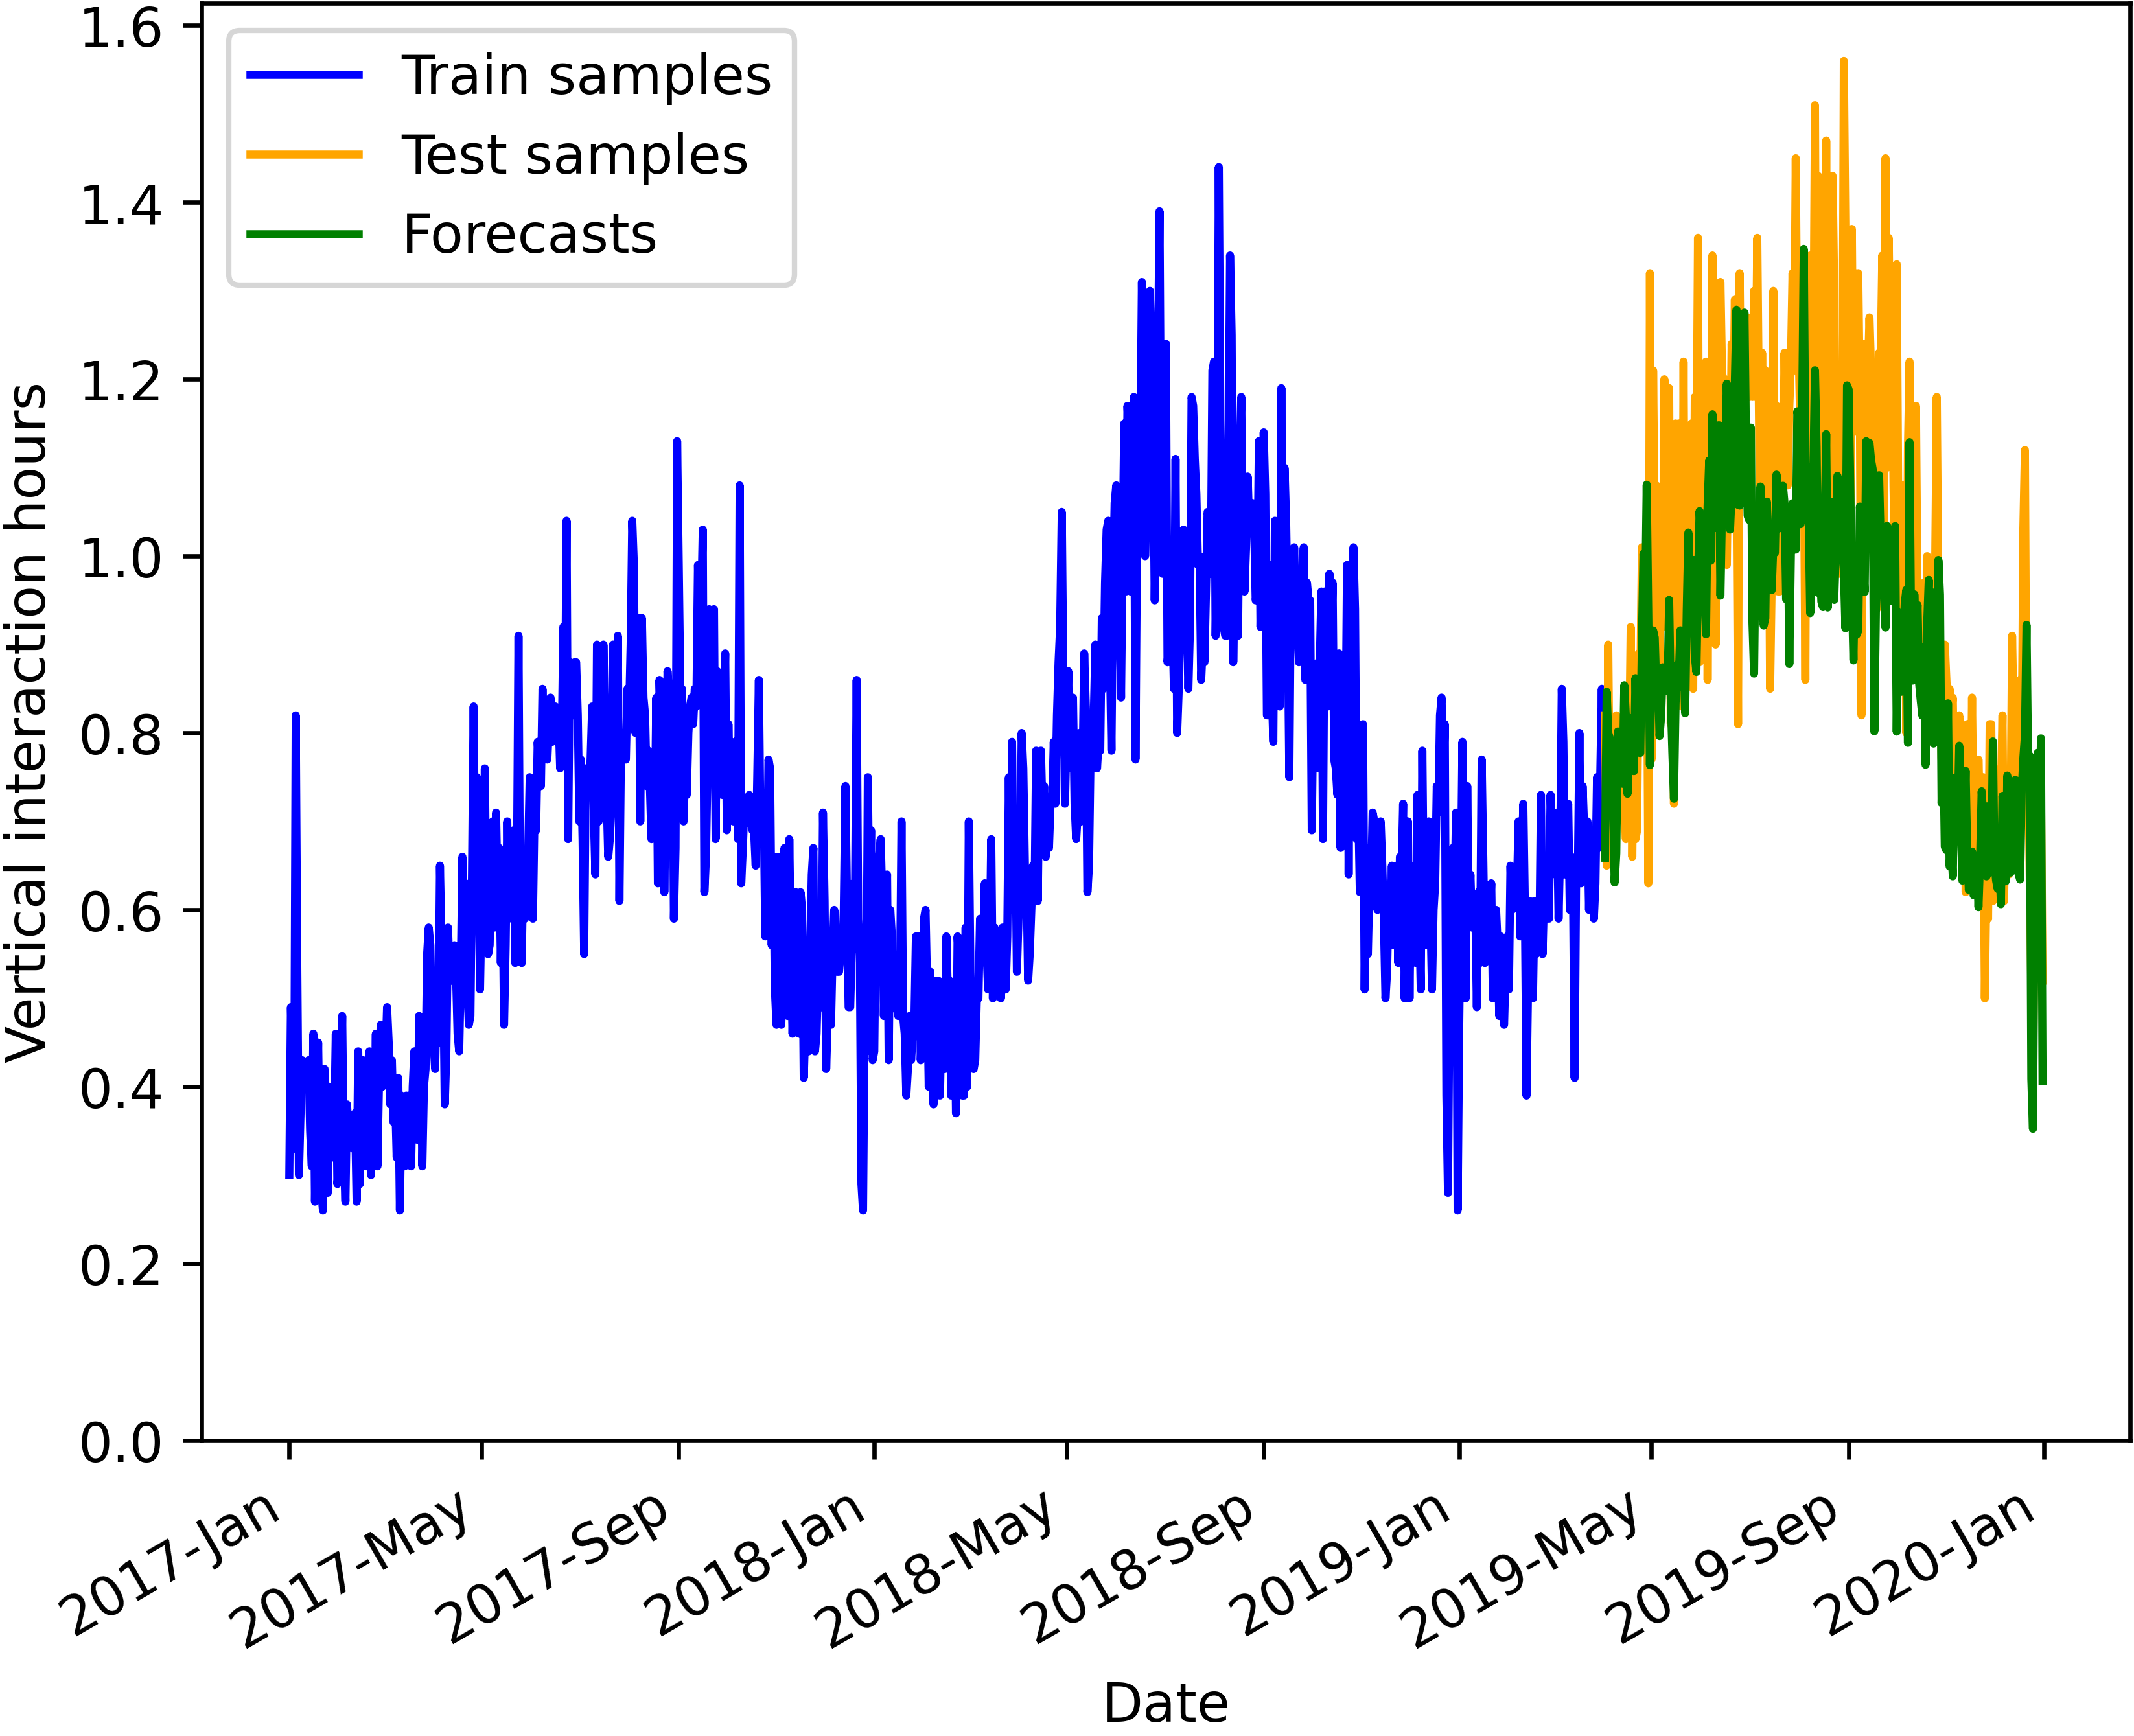 Train samples
Test samples
Forecasts
1.6
1.4
1.2
1.0
0.8
0.6
0.4
0.2
0.0
Vertical interaction hours
2017-Jan
2017-May
2017-Sep
2018-Jan
2018-May
2018-Sep
2019-Jan
2019-May
2019-Sep
2020-Jan
Date